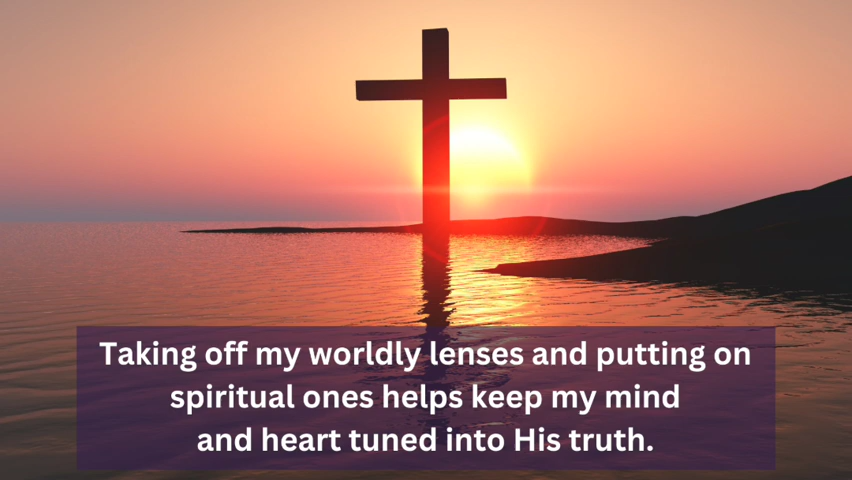 Taking off my worldly lenses and putting on
spiritual ones helps keep my mind
and heart tuned into His truth.